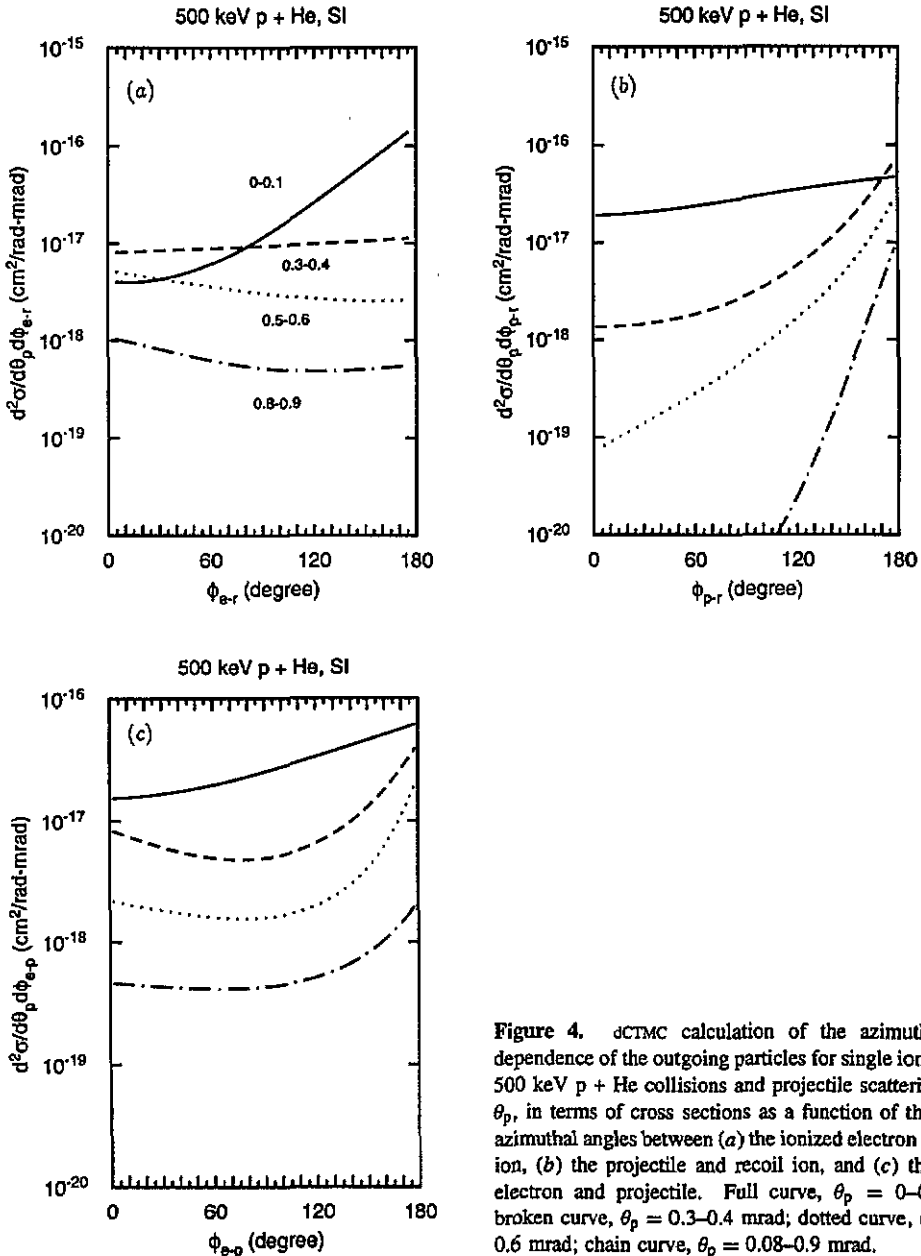 500 keV p + He, SI
(a)
d²σ/dθₚdϕₑ₋ᵣ (cm²/rad-mrad)
10⁻¹⁵
10⁻¹⁶
10⁻¹⁷
10⁻¹⁸
10⁻¹⁹
10⁻²⁰
0-0.1
0.3-0.4
0.5-0.6
0.8-0.9
0 60 120 180
ϕₑ₋ᵣ (degree)
500 keV p + He, SI
(b)
d²σ/dθₚdϕₚ₋ᵣ (cm²/rad-mrad)
10⁻¹⁵
10⁻¹⁶
10⁻¹⁷
10⁻¹⁸
10⁻¹⁹
10⁻²⁰
0 60 120 180
ϕₚ₋ᵣ (degree)
500 keV p + He, SI
(c)
d²σ/dθₚdϕₑ₋ₚ (cm²/rad-mrad)
10⁻¹⁶
10⁻¹⁷
10⁻¹⁸
10⁻¹⁹
10⁻²⁰
0 60 120 180
ϕₑ₋ₚ (degree)
Figure 4. dCTMC calculation of the azimuth
dependence of the outgoing particles for single ion
500 keV p + He collisions and projectile scatteri
θₚ, in terms of cross sections as a function of th
azimuthal angles between (a) the ionized electron
ion, (b) the projectile and recoil ion, and (c) th
electron and projectile. Full curve, θₚ = 0–
broken curve, θₚ = 0.3–0.4 mrad; dotted curve,
0.6 mrad; chain curve, θₚ = 0.08–0.9 mrad.